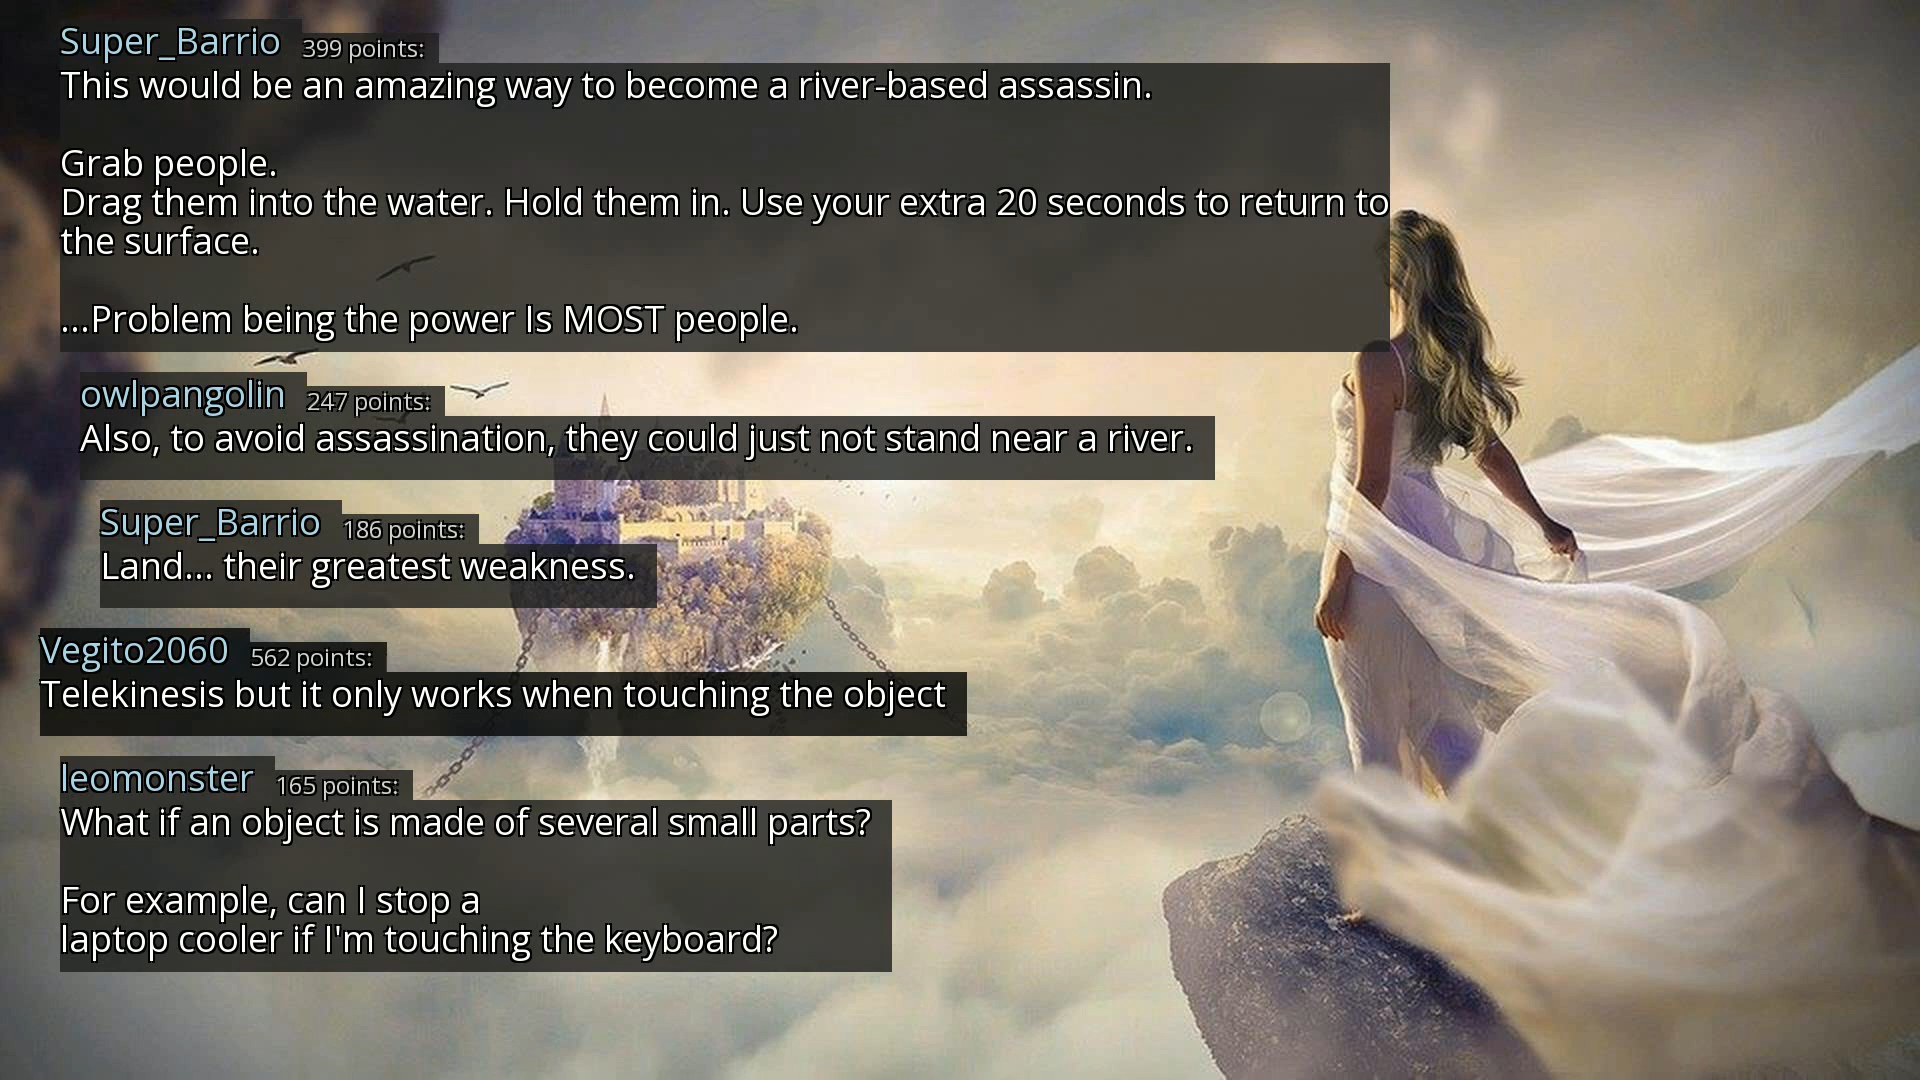 Super_Barrio 399 points:
This would be an amazing way to become a river-based assassin.
Grab people.
Drag them into the water. Hold them in. Use your extra 20 seconds to return to
the surface.
...Problem being the power Is MOST people.
owlpangolin 247 points:
Also, to avoid assassination, they could just not stand near a river.
Super_Barrio 186 points:
Land... their greatest weakness.
Vegito2060 562 points:
Telekinesis but it only works when touching the object
leomonster 165 points:
What if an object is made of several small parts?
For example, can I stop a
laptop cooler if I'm touching the keyboard?